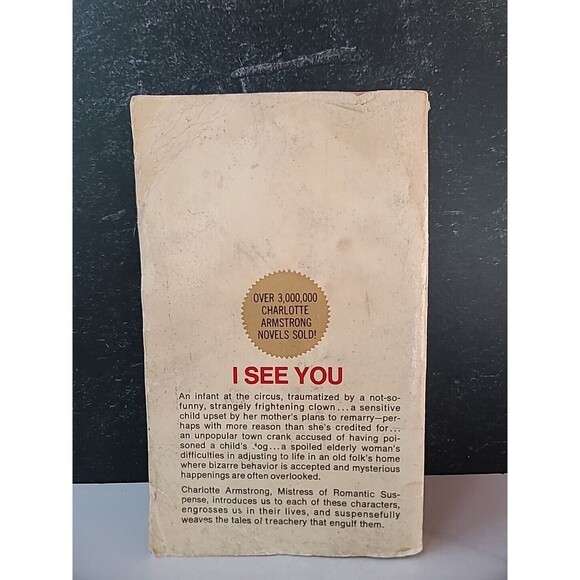 OVER 3,000,000
CHARLOTTE
ARMSTRONG
NOVELS SOLD!
I SEE YOU
An infant at the circus, traumatized by a not-so-
funny, strangely frightening clown...a sensitive
child upset by her mother's plans to remarry—per-
haps with more reason than she's credited for...
an unpopular town crank accused of having poi-
soned a child's dog...a spoiled elderly woman's
difficulties in adjusting to life in an old folk's home
where bizarre behavior is accepted and mysterious
happenings are often overlooked.
Charlotte Armstrong, Mistress of Romantic Sus-
pense, introduces us to each of these characters,
engrosses us in their lives, and suspensefully
weaves the tales of treachery that engulf them.